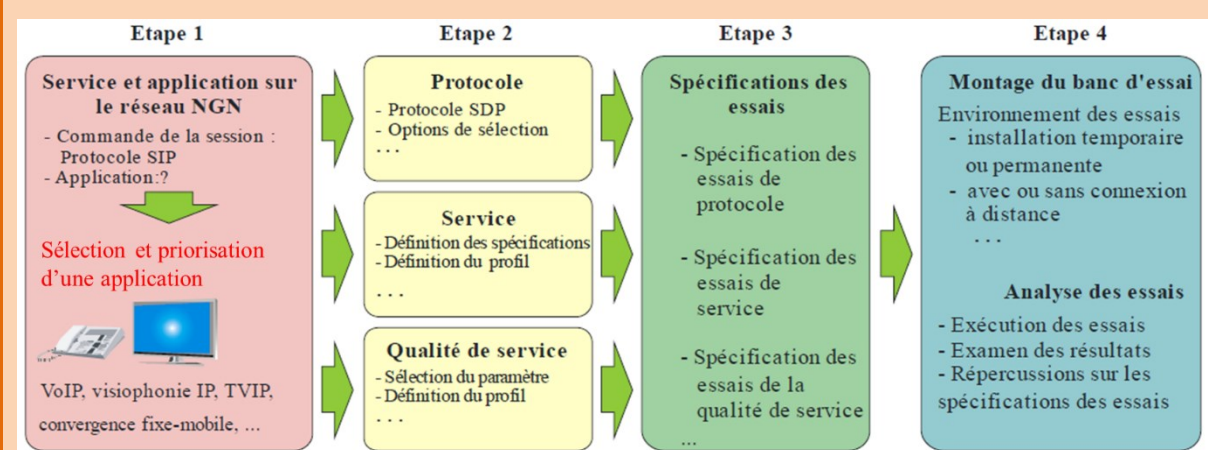 Etape 1
Service et application sur
le réseau NGN
- Commande de la session :
Protocole SIP
- Application:?
Sélection et priorisation
d'une application
VoIP, visiophonie IP, TVIP,
convergence fixe-mobile, ...
Etape 2
Protocole
- Protocole SDP
- Options de sélection
...
Service
- Définition des spécifications
- Définition du profil
...
Qualité de service
- Sélection du paramètre
- Définition du profil
...
Etape 3
Spécifications des
essais
- Spécification des
essais de
protocole
- Spécification des
essais de
service
- Spécification des
essais de la
qualité de service
...
Etape 4
Montage du banc d'essai
Environnement des essais
- installation temporaire
ou permanente
- avec ou sans connexion
à distance
...
Analyse des essais
- Exécution des essais
- Examen des résultats
- Répercussions sur les
spécifications des essais